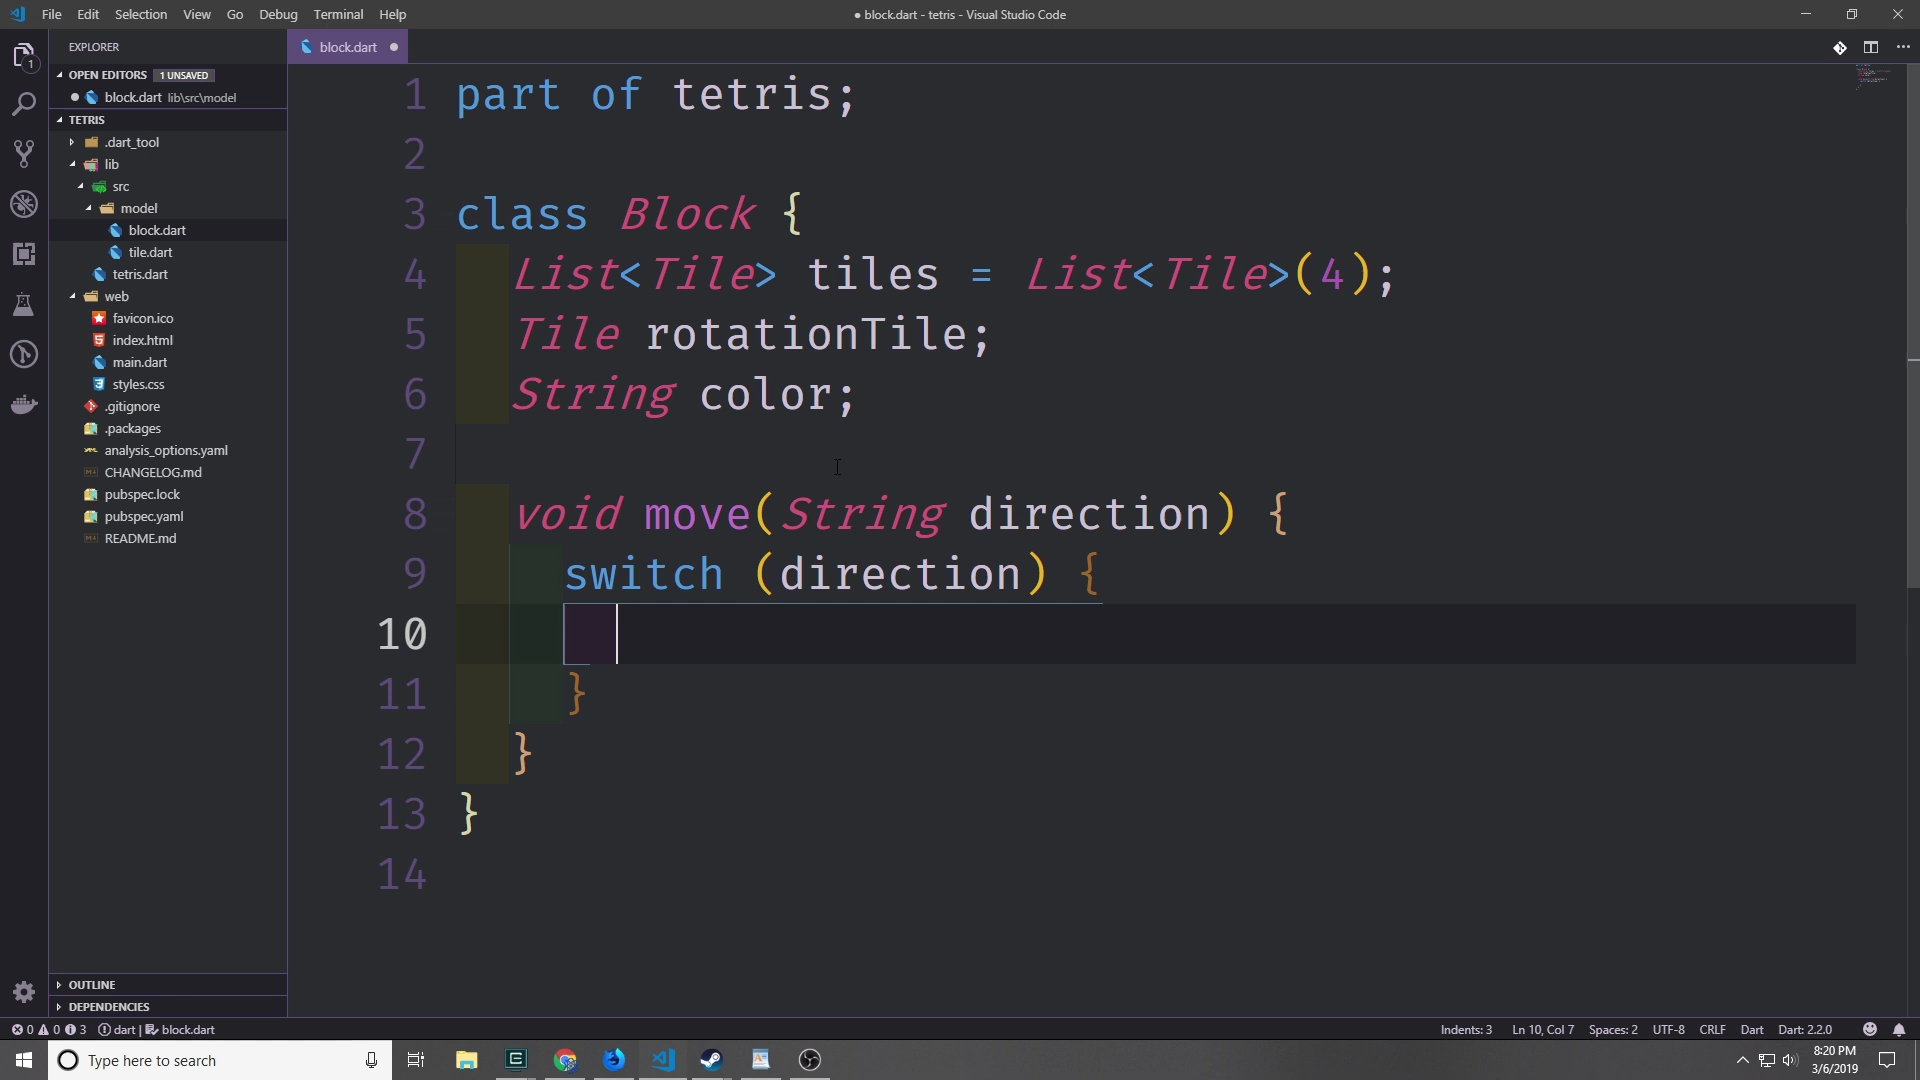 File Edit Selection View Go Debug Terminal Help
● block.dart - tetris - Visual Studio Code
EXPLORER
OPEN EDITORS 1 UNSAVED
block.dart lib\src\model
TETRIS
.dart_tool
lib
src
model
block.dart
tile.dart
tetris.dart
web
favicon.ico
index.html
main.dart
styles.css
.gitignore
.packages
analysis_options.yaml
CHANGELOG.md
pubspec.lock
pubspec.yaml
README.md
OUTLINE
DEPENDENCIES
1
block.dart
1 part of tetris;
2
3 class Block {
4 List<Tile> tiles = List<Tile>(4);
5 Tile rotationTile;
6 String color;
7
8 void move(String direction) {
9 switch (direction) {
10
11 }
12 }
13 }
14
0 0 3 dart | block.dart
Indents: 3 Ln 10, Col 7 Spaces: 2 UTF-8 CRLF Dart Dart: 2.2.0
Type here to search
8:20 PM
3/6/2019